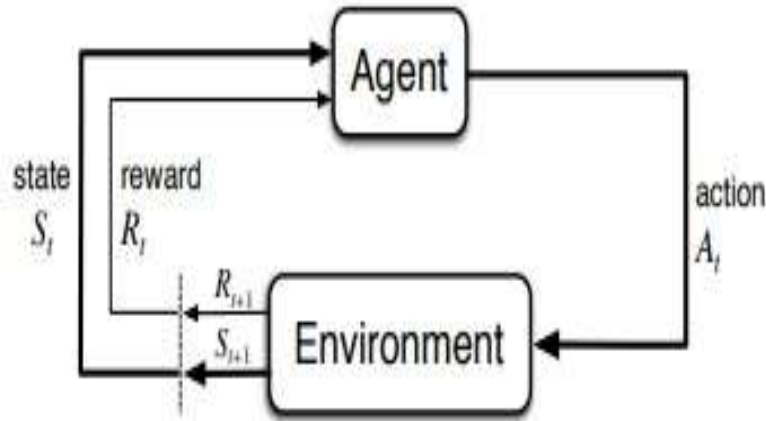 Agent
state
S_t
reward
R_t
action
A_t
R_{t+1}
S_{t+1}
Environment